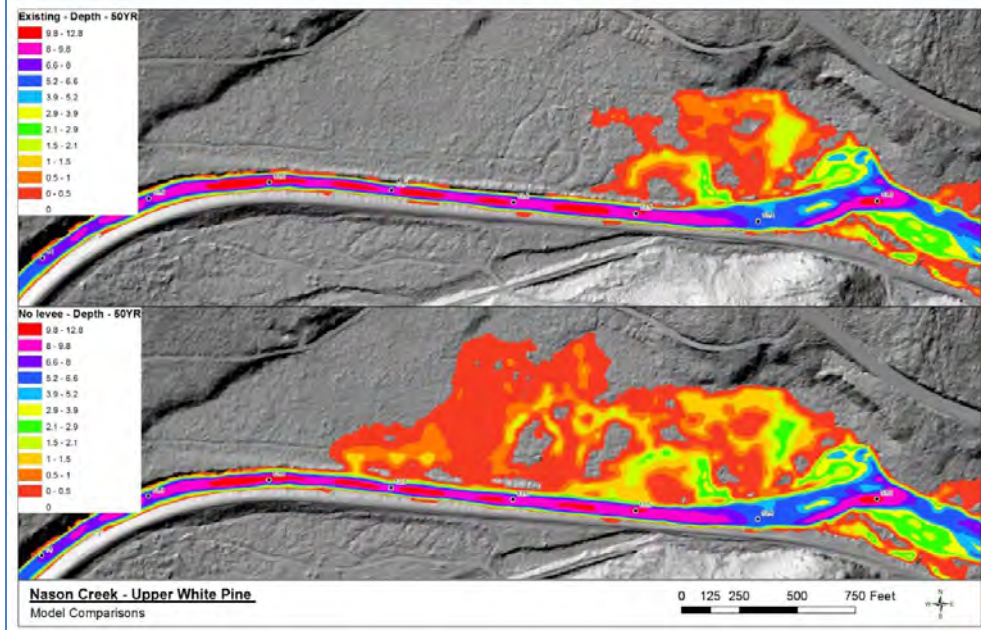 Existing - Depth - 50YR
9.8 - 12.8
8 - 9.8
6.6 - 8
5.2 - 6.6
3.9 - 5.2
2.9 - 3.9
2.1 - 2.9
1.5 - 2.1
1 - 1.5
0.5 - 1
0 - 0.5
0
No levee - Depth - 50YR
9.8 - 12.8
8 - 9.8
6.6 - 8
5.2 - 6.6
3.9 - 5.2
2.9 - 3.9
2.1 - 2.9
1.5 - 2.1
1 - 1.5
0.5 - 1
0 - 0.5
0
Nason Creek - Upper White Pine
Model Comparisons
0 125 250 500 750 Feet
N
W E
S